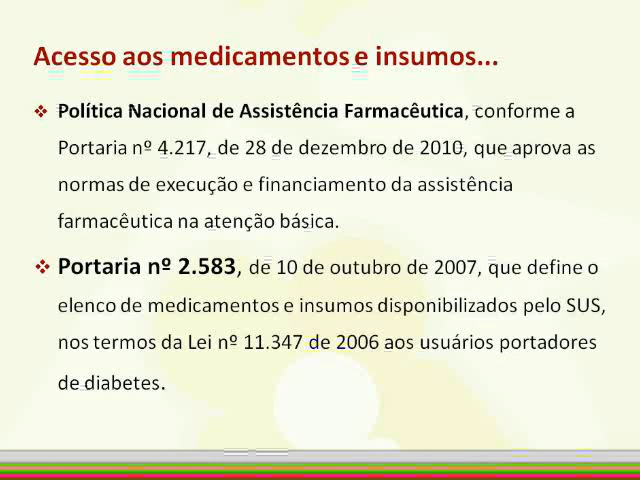 Acesso aos medicamentos e insumos...
❖ Política Nacional de Assistência Farmacêutica, conforme a
Portaria nº 4.217, de 28 de dezembro de 2010, que aprova as
normas de execução e financiamento da assistência
farmacêutica na atenção básica.
❖ Portaria nº 2.583, de 10 de outubro de 2007, que define o
elenco de medicamentos e insumos disponibilizados pelo SUS,
nos termos da Lei nº 11.347 de 2006 aos usuários portadores
de diabetes.